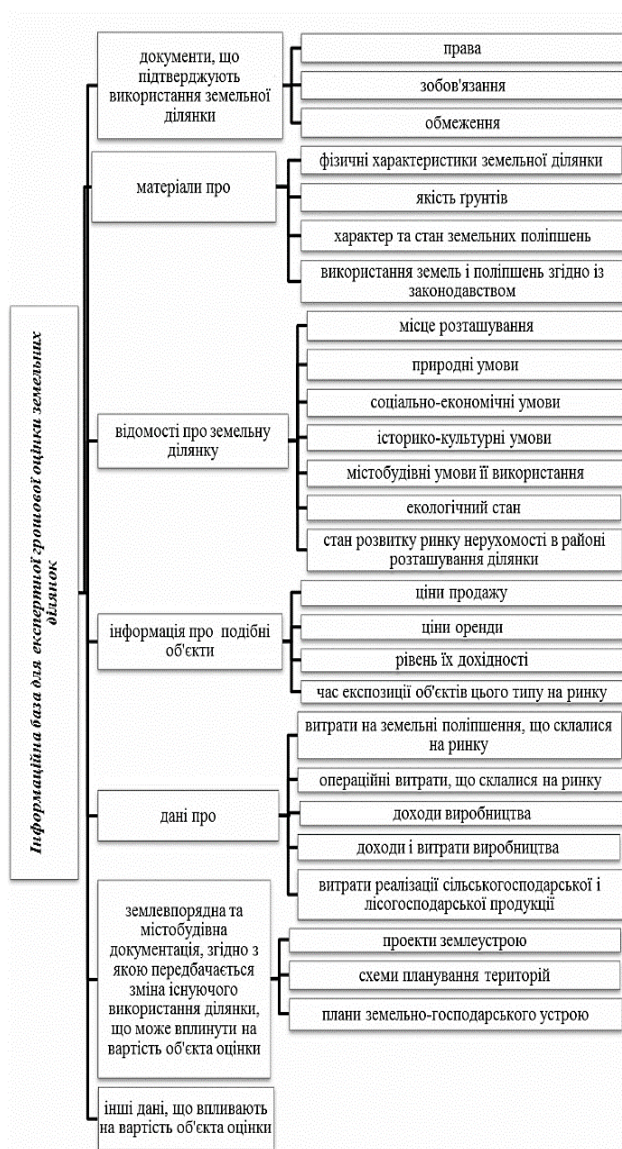 Інформаційна база для експертної грошової оцінки земельних
ділянок
документи, що
підтверджують
використання земельної
ділянки
права
зобов'язання
обмеження
матеріали про
фізичні характеристики земельної ділянки
якість ґрунтів
характер та стан земельних поліпшень
використання земель і поліпшень згідно із
законодавством
відомості про земельну
ділянку
місце розташування
природні умови
соціально-економічні умови
історико-культурні умови
містобудівні умови її використання
екологічний стан
стан розвитку ринку нерухомості в районі
розташування ділянки
інформація про подібні
об'єкти
ціни продажу
ціни оренди
рівень їх дохідності
час експозиції об'єктів цього типу на ринку
дані про
витрати на земельні поліпшення, що склалися
на ринку
операційні витрати, що склалися на ринку
доходи виробництва
доходи і витрати виробництва
витрати реалізації сільськогосподарської і
лісогосподарської продукції
землевпорядна та
містобудівна
документація, згідно з
якою передбачається
зміна існуючого
використання ділянки,
що може вплинути на
вартість об'єкта оцінки
проекти землеустрою
схеми планування територій
плани земельно-господарського устрою
інші дані, що впливають
на вартість об'єкта оцінки